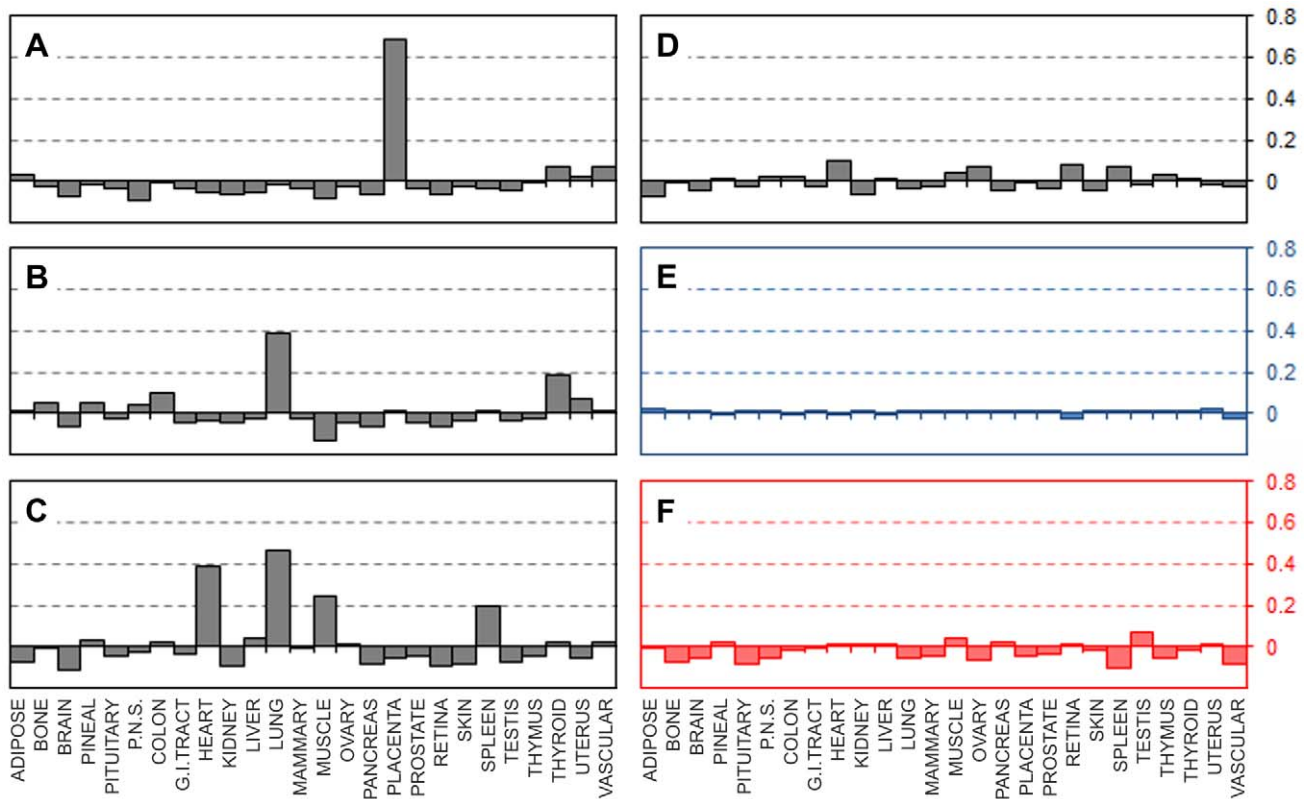 A
D
0.8
0.6
0.4
0.2
0
B
E
0.8
0.6
0.4
0.2
0
C
F
0.8
0.6
0.4
0.2
0
ADIPOSE
BONE
BRAIN
PINEAL
PITUITARY
P.N.S.
COLON
G.I.TRACT
HEART
KIDNEY
LIVER
LUNG
MAMMARY
MUSCLE
OVARY
PANCREAS
PLACENTA
PROSTATE
RETINA
SKIN
SPLEEN
TESTIS
THYMUS
THYROID
UTERUS
VASCULAR
ADIPOSE
BONE
BRAIN
PINEAL
PITUITARY
P.N.S.
COLON
G.I.TRACT
HEART
KIDNEY
LIVER
LUNG
MAMMARY
MUSCLE
OVARY
PANCREAS
PLACENTA
PROSTATE
RETINA
SKIN
SPLEEN
TESTIS
THYMUS
THYROID
UTERUS
VASCULAR